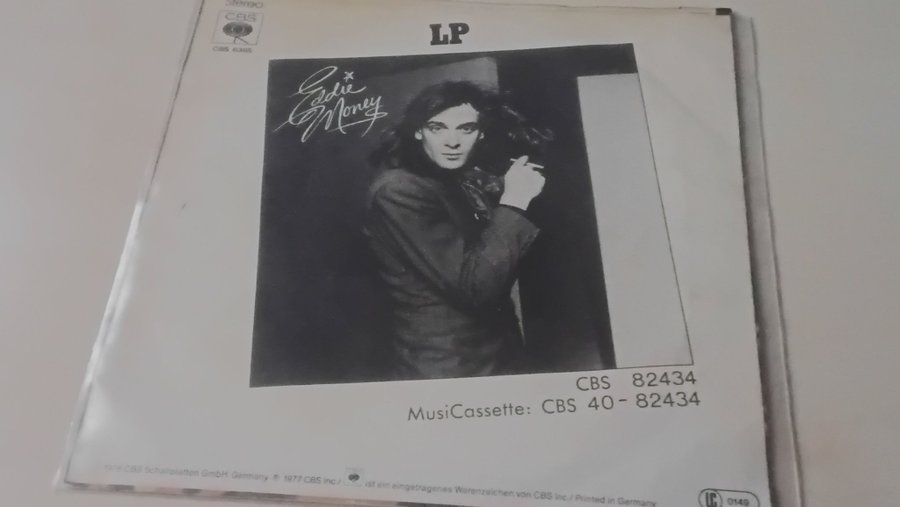 Stereo
CBS
CBS 6385
LP
Eddie
Money
CBS 82434
MusiCassette: CBS 40-82434
1978 CBS Schallplatten GmbH Germany ℗ 1977 CBS Inc./ ist ein eingetragenes Warenzeichen von CBS Inc./ Printed in Germany
LC 0149